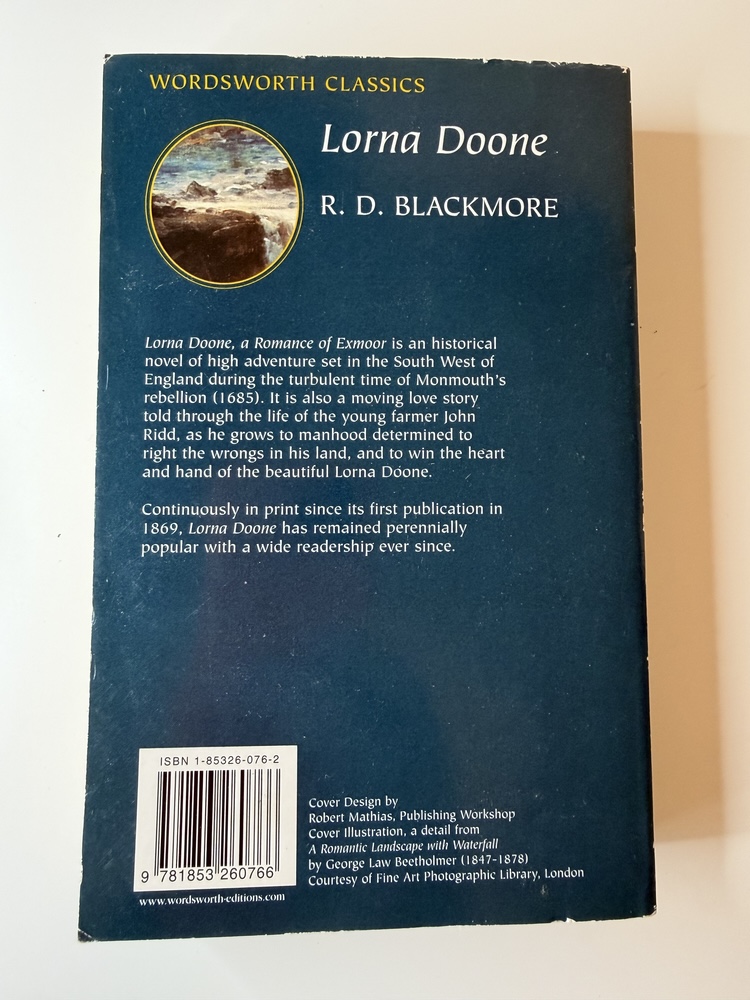 WORDSWORTH CLASSICS
Lorna Doone
R. D. BLACKMORE
Lorna Doone, a Romance of Exmoor is an historical
novel of high adventure set in the South West of
England during the turbulent time of Monmouth's
rebellion (1685). It is also a moving love story
told through the life of the young farmer John
Ridd, as he grows to manhood determined to
right the wrongs in his land, and to win the heart
and hand of the beautiful Lorna Doone.
Continuously in print since its first publication in
1869, Lorna Doone has remained perennially
popular with a wide readership ever since.
ISBN 1-85326-076-2
9 781853 260766
www.wordsworth-editions.com
Cover Design by
Robert Mathias, Publishing Workshop
Cover Illustration, a detail from
A Romantic Landscape with Waterfall
by George Law Beetholmer (1847-1878)
Courtesy of Fine Art Photographic Library, London